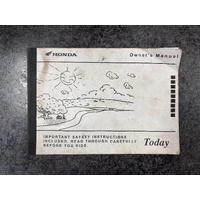 HONDA
Owner's Manual
IMPORTANT SAFETY INSTRUCTIONS
INCLUDED. READ THROUGH CAREFULLY
BEFORE YOU RIDE.
Today